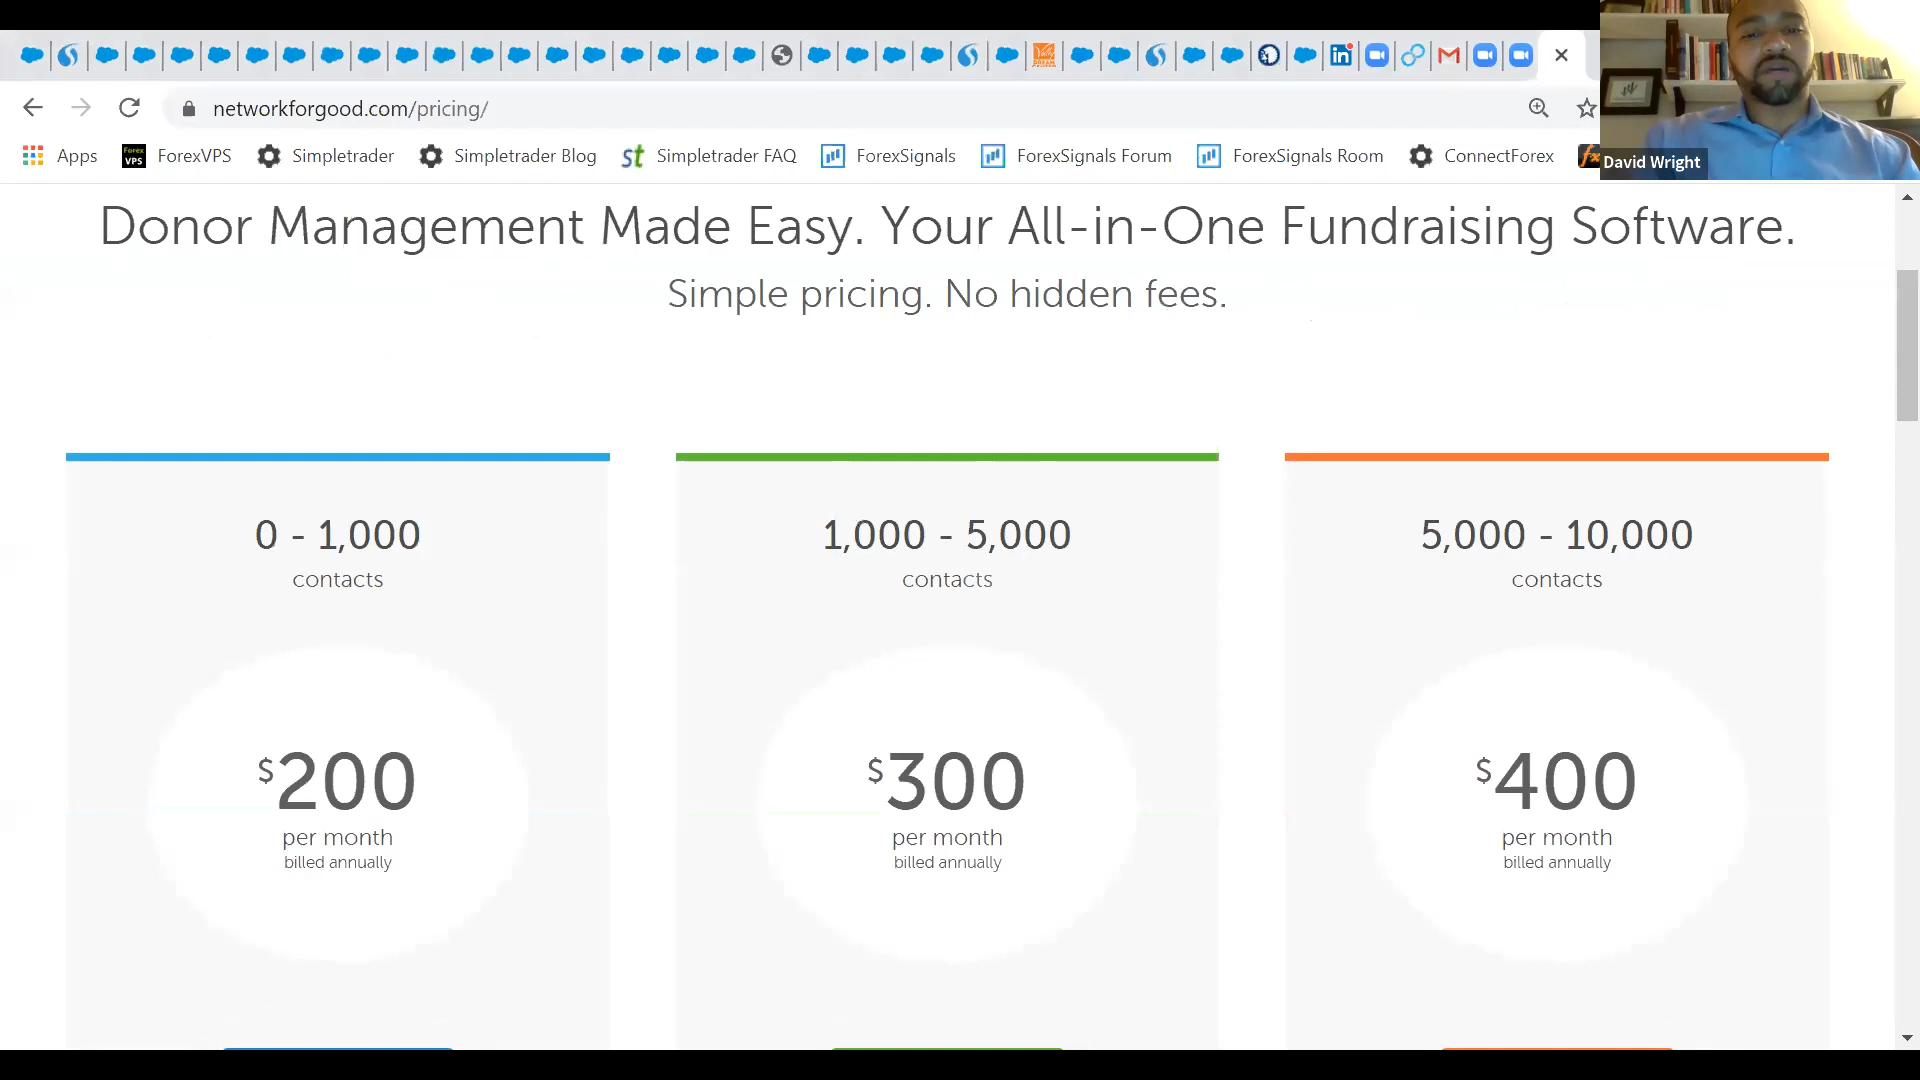 networkforgood.com/pricing/
Apps ForexVPS Simpletrader Simpletrader Blog st Simpletrader FAQ ForexSignals ForexSignals Forum ForexSignals Room ConnectForex
David Wright
Donor Management Made Easy. Your All-in-One Fundraising Software.
Simple pricing. No hidden fees.
0 - 1,000
contacts
$200
per month
billed annually
1,000 - 5,000
contacts
$300
per month
billed annually
5,000 - 10,000
contacts
$400
per month
billed annually